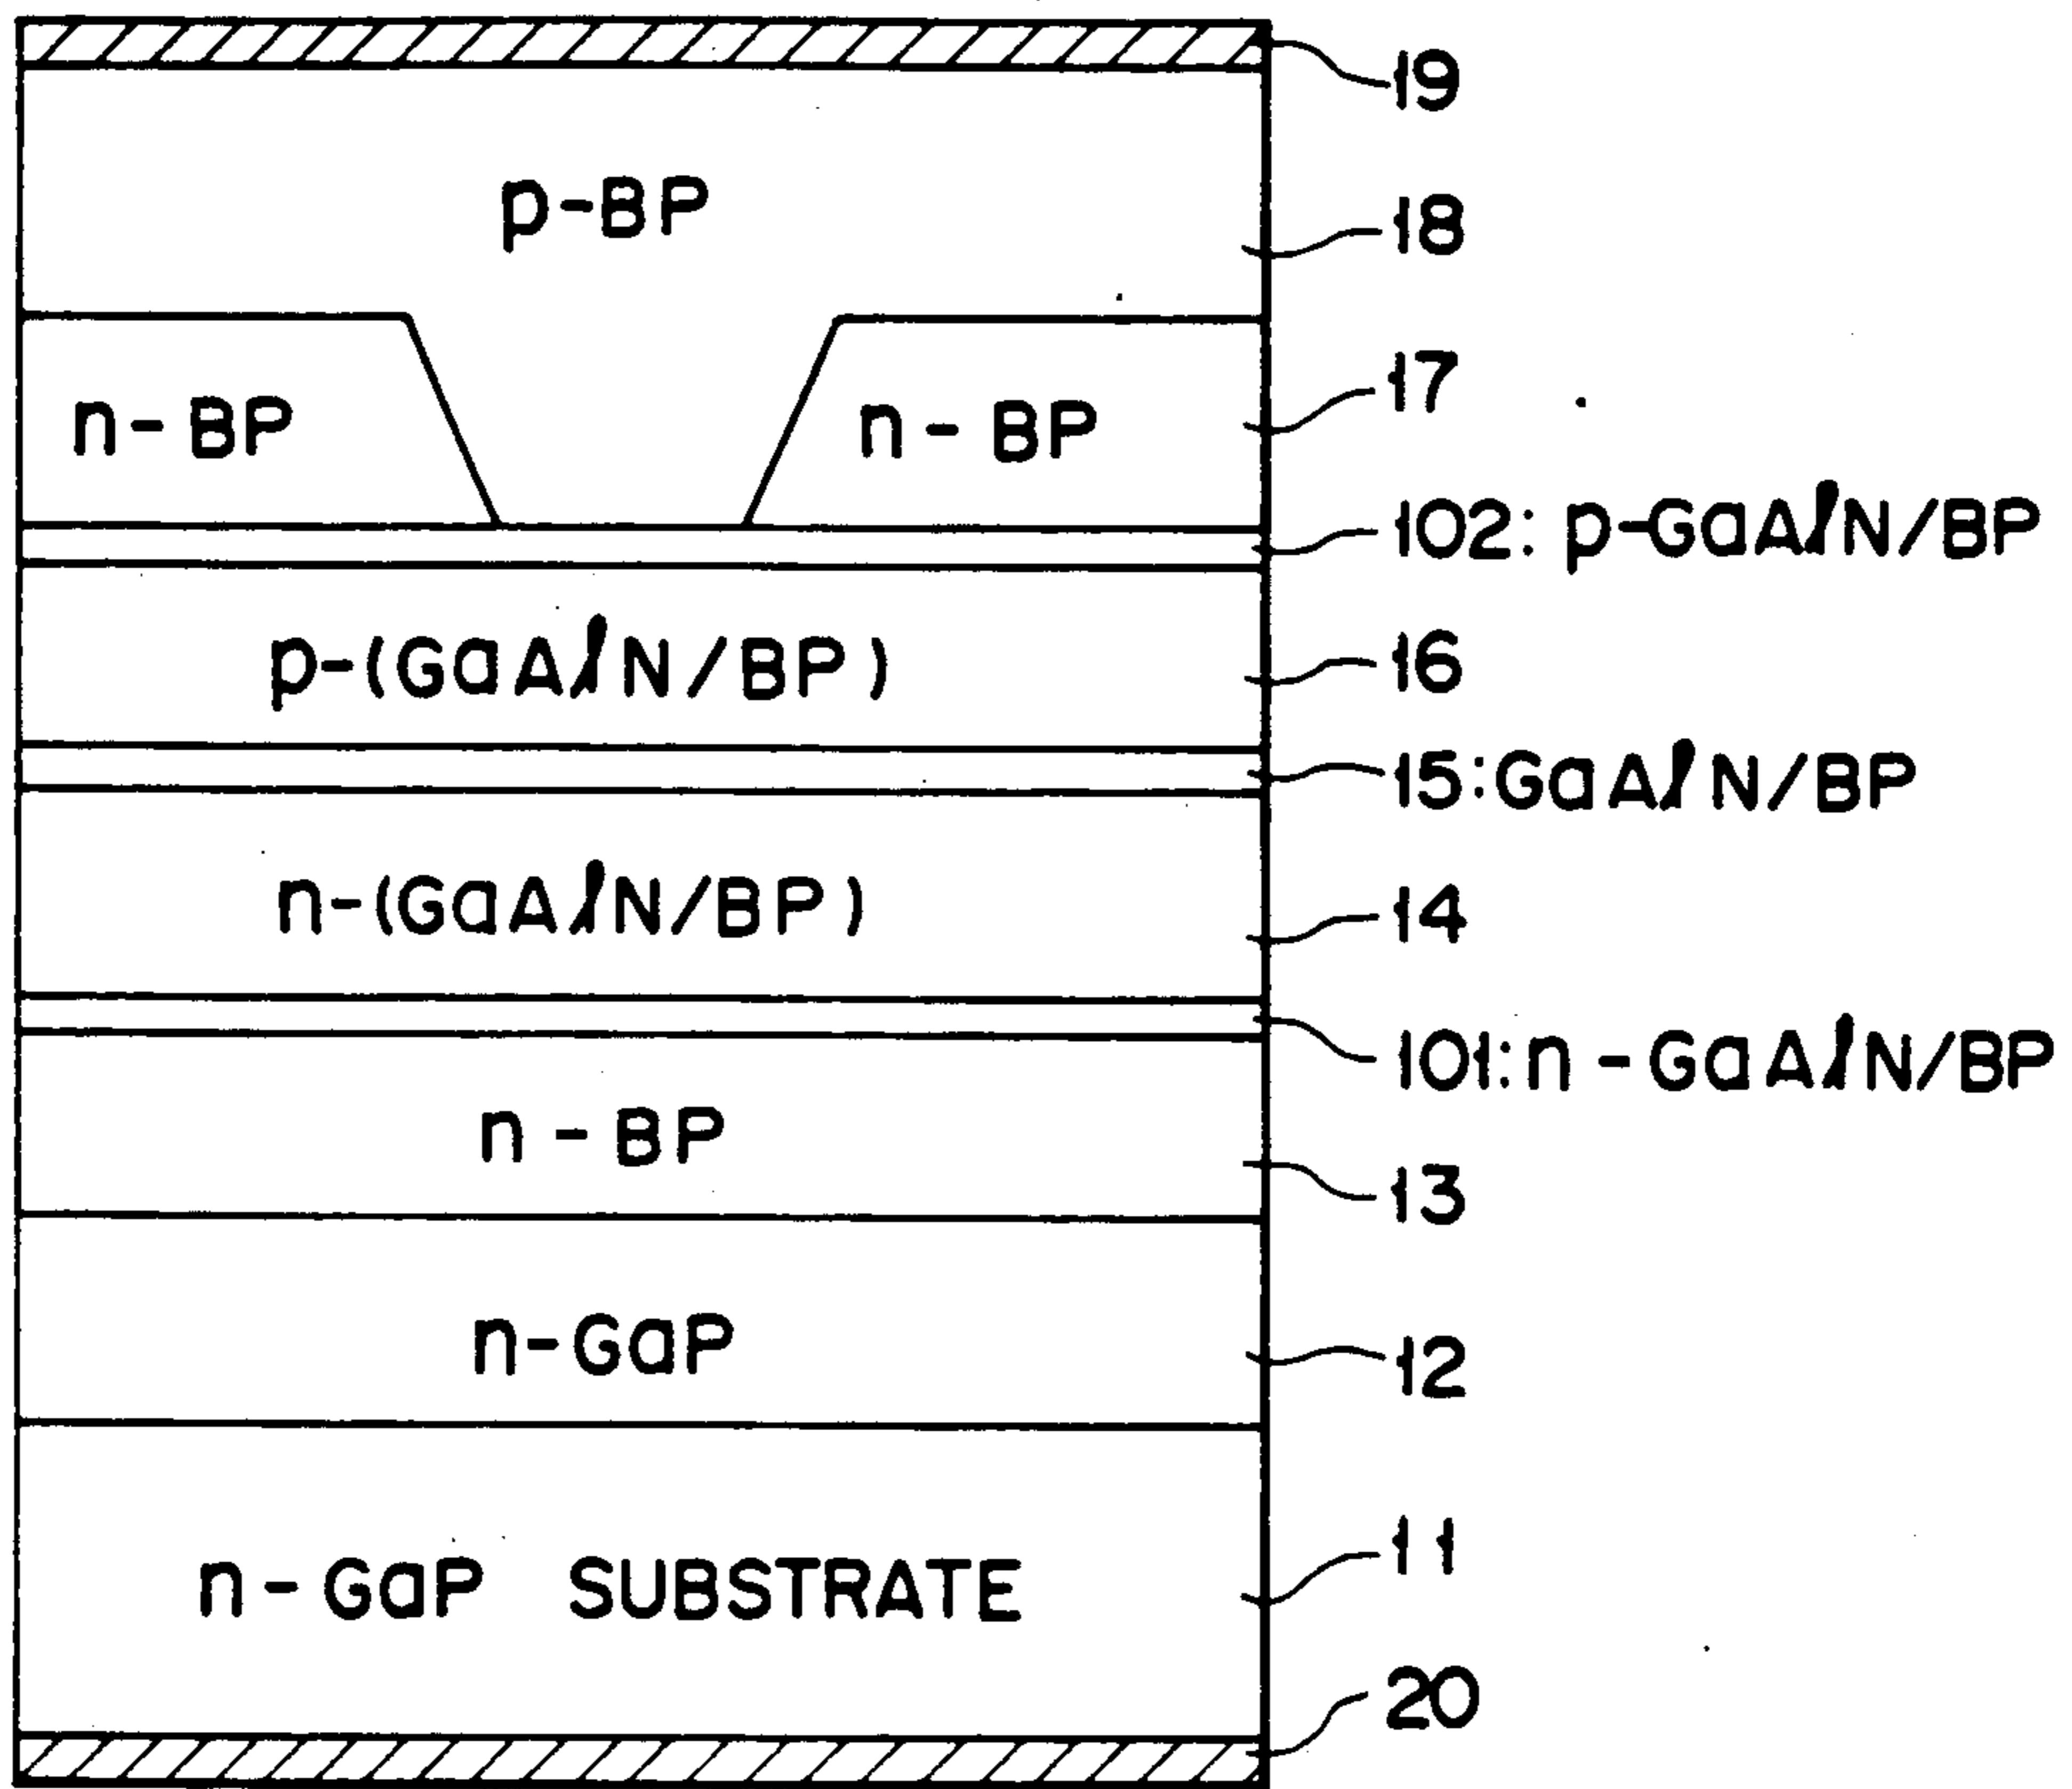 19
p-BP
18
17
n-BP
n-BP
102: p-GaAlN/BP
p-(GaAlN/BP)
16
15:GaAlN/BP
n-(GaAlN/BP)
14
101:n-GaAlN/BP
n-BP
13
n-GaP
12
n-GaP SUBSTRATE
11
20